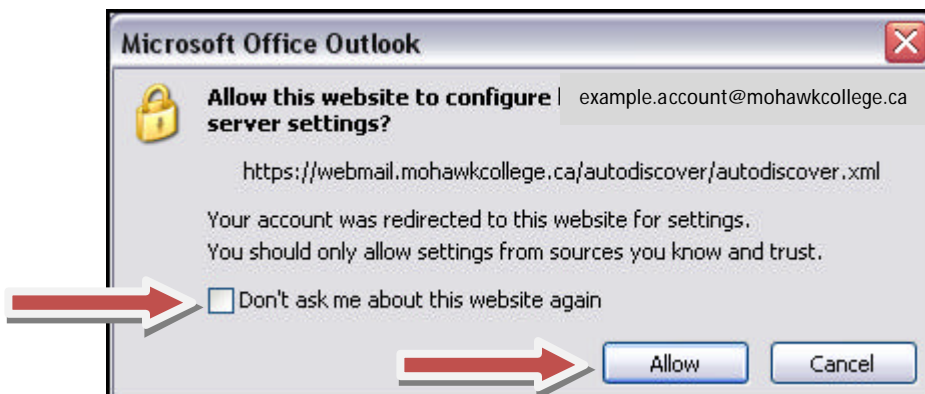 Microsoft Office Outlook
Allow this website to configure example.account@mohawkcollege.ca
server settings?
https://webmail.mohawkcollege.ca/autodiscover/autodiscover.xml
Your account was redirected to this website for settings.
You should only allow settings from sources you know and trust.
Don't ask me about this website again
Allow Cancel